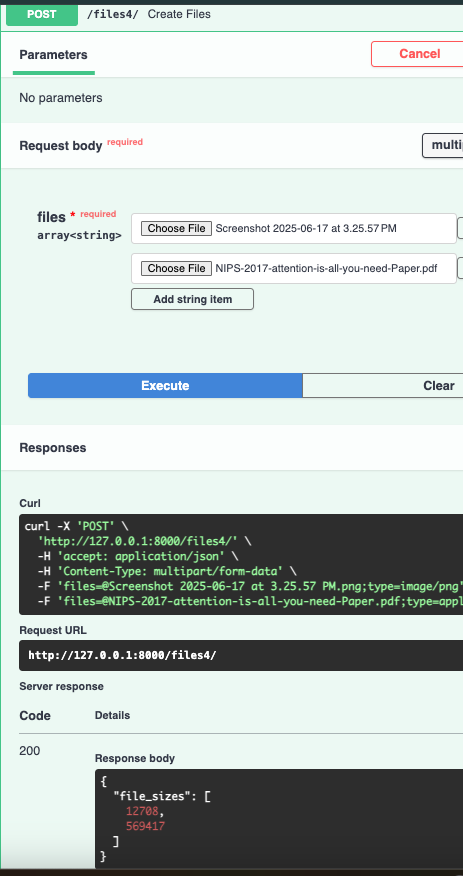 POST /files4/ Create Files
Parameters
Cancel
No parameters
Request body required
multi
files * required
array<string>
Choose File Screenshot 2025-06-17 at 3.25.57 PM
Choose File NIPS-2017-attention-is-all-you-need-Paper.pdf
Add string item
Execute
Clear
Responses
Curl
curl -X 'POST' \
'http://127.0.0.1:8000/files4/' \
-H 'accept: application/json' \
-H 'Content-Type: multipart/form-data' \
-F 'files=@Screenshot 2025-06-17 at 3.25.57 PM.png;type=image/png'
-F 'files=@NIPS-2017-attention-is-all-you-need-Paper.pdf;type=appl
Request URL
http://127.0.0.1:8000/files4/
Server response
Code Details
200
Response body
{
"file_sizes": [
12708,
569417
]
}